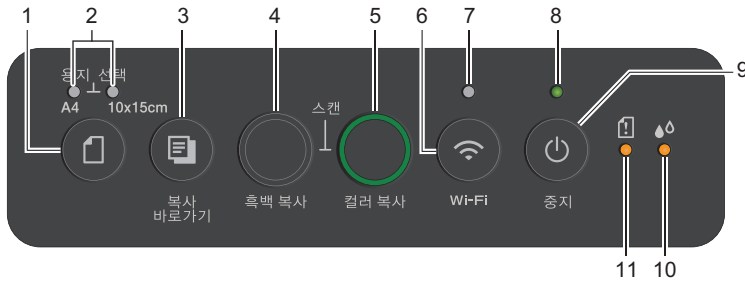 1 2 3 4 5 6 7 8 9
용지 선택
A4 10x15cm
스캔
복사
바로가기
흑백 복사
컬러 복사
Wi-Fi
중지
11 10